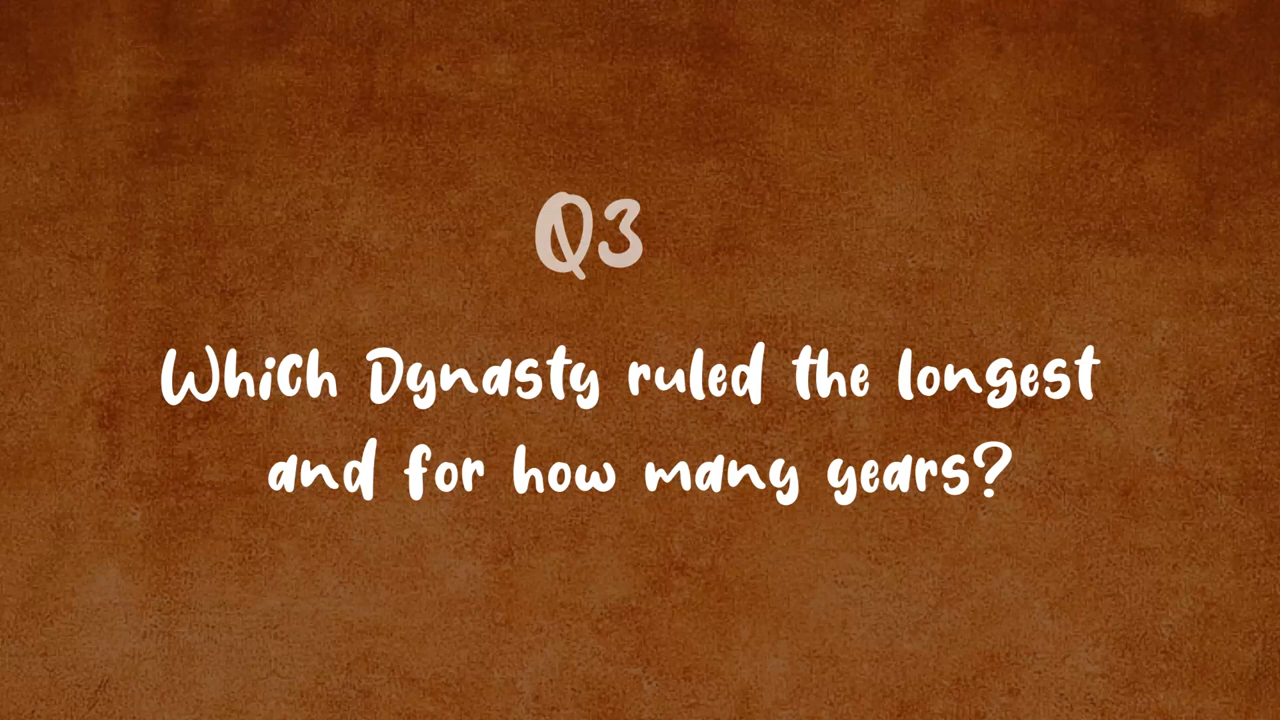 Q3
Which Dynasty ruled the longest
and for how many years?